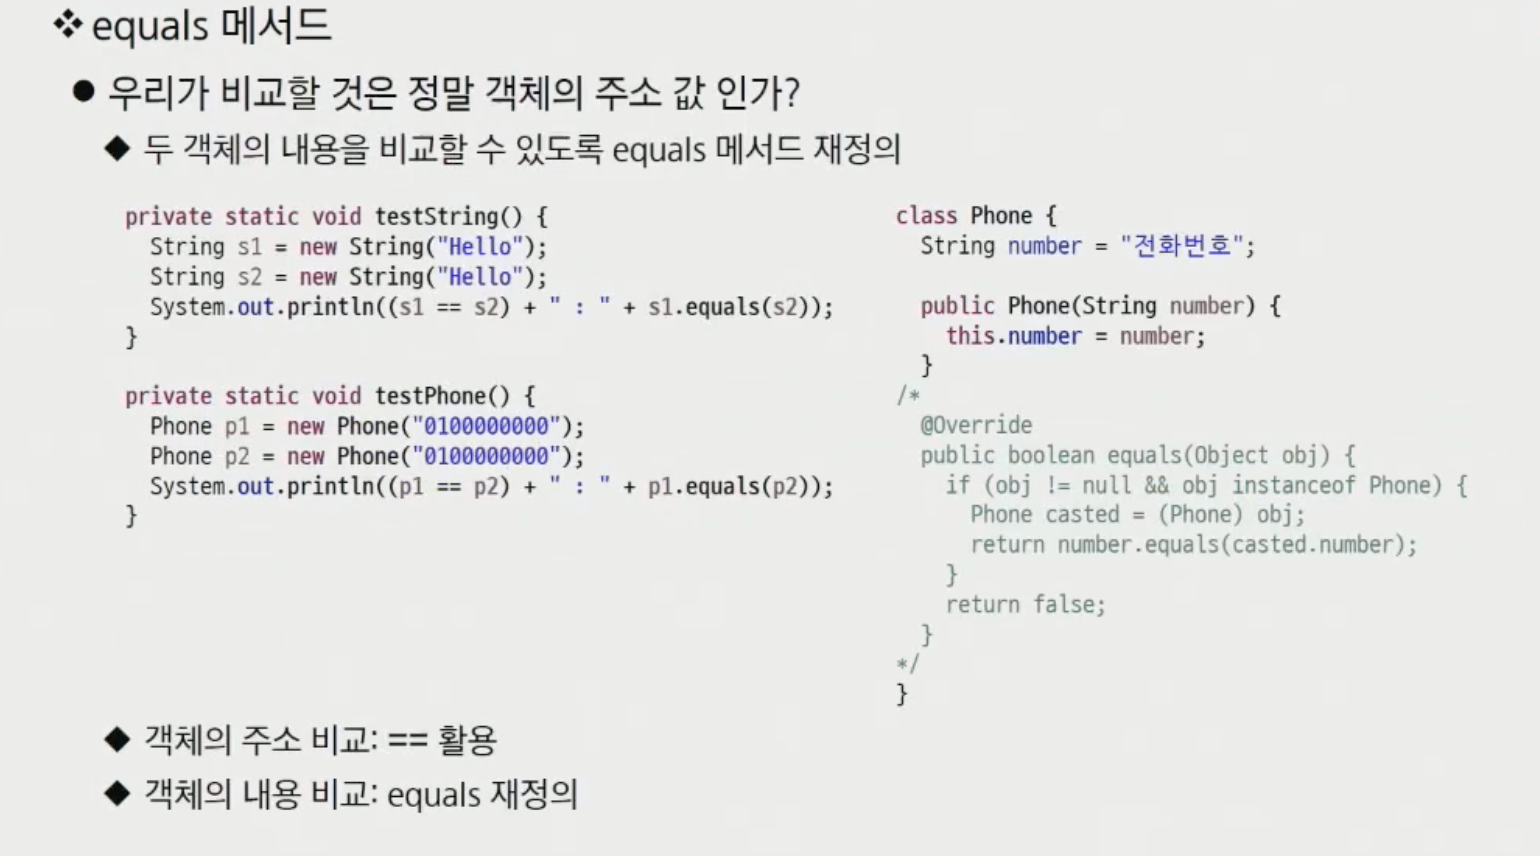 ❖ equals 메서드
● 우리가 비교할 것은 정말 객체의 주소 값 인가?
◆ 두 객체의 내용을 비교할 수 있도록 equals 메서드 재정의
private static void testString() {
  String s1 = new String("Hello");
  String s2 = new String("Hello");
  System.out.println((s1 == s2) + " : " + s1.equals(s2));
}
private static void testPhone() {
  Phone p1 = new Phone("0100000000");
  Phone p2 = new Phone("0100000000");
  System.out.println((p1 == p2) + " : " + p1.equals(p2));
}
class Phone {
  String number = "전화번호";
  public Phone(String number) {
    this.number = number;
  }
/*
  @Override
  public boolean equals(Object obj) {
    if (obj != null && obj instanceof Phone) {
      Phone casted = (Phone) obj;
      return number.equals(casted.number);
    }
    return false;
  }
*/
}
◆ 객체의 주소 비교: == 활용
◆ 객체의 내용 비교: equals 재정의